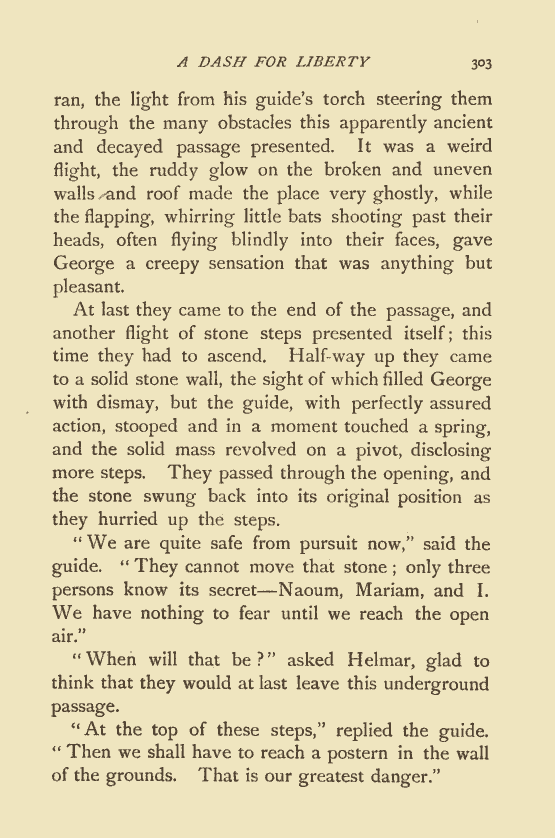 A DASH FOR LIBERTY 303
ran, the light from his guide's torch steering them
through the many obstacles this apparently ancient
and decayed passage presented. It was a weird
flight, the ruddy glow on the broken and uneven
walls and roof made the place very ghostly, while
the flapping, whirring little bats shooting past their
heads, often flying blindly into their faces, gave
George a creepy sensation that was anything but
pleasant.
At last they came to the end of the passage, and
another flight of stone steps presented itself; this
time they had to ascend. Half-way up they came
to a solid stone wall, the sight of which filled George
with dismay, but the guide, with perfectly assured
action, stooped and in a moment touched a spring,
and the solid mass revolved on a pivot, disclosing
more steps. They passed through the opening, and
the stone swung back into its original position as
they hurried up the steps.
"We are quite safe from pursuit now," said the
guide. "They cannot move that stone; only three
persons know its secret—Naoum, Mariam, and I.
We have nothing to fear until we reach the open
air."
"When will that be?" asked Helmar, glad to
think that they would at last leave this underground
passage.
"At the top of these steps," replied the guide.
"Then we shall have to reach a postern in the wall
of the grounds. That is our greatest danger."